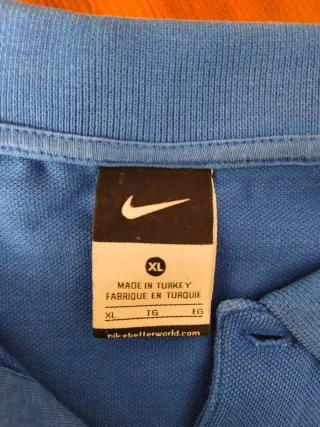 XL
MADE IN TURKEY
FABRIQUE EN TURQUIE
XL TG EG
nikebetterworld.com